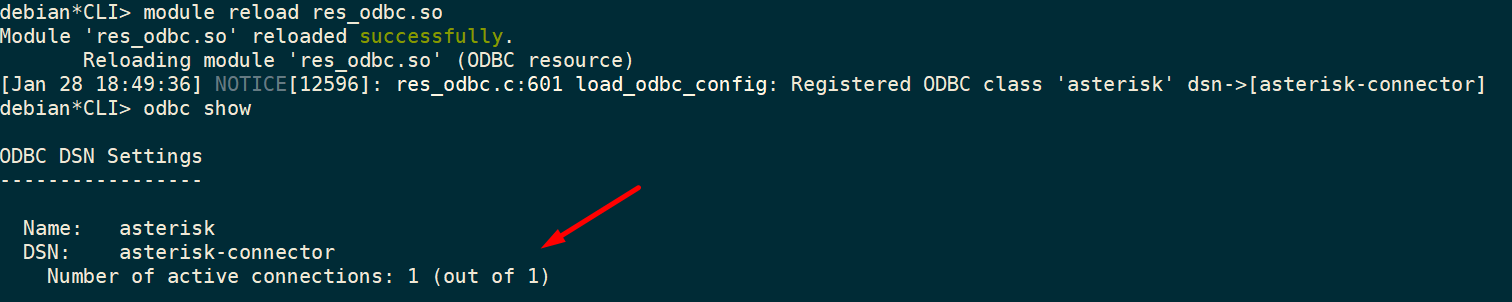 debian*CLI> module reload res_odbc.so
Module 'res_odbc.so' reloaded successfully.
       Reloading module 'res_odbc.so' (ODBC resource)
[Jan 28 18:49:36] NOTICE[12596]: res_odbc.c:601 load_odbc_config: Registered ODBC class 'asterisk' dsn->[asterisk-connector]
debian*CLI> odbc show

ODBC DSN Settings
-----------------

  Name:   asterisk
  DSN:    asterisk-connector
    Number of active connections: 1 (out of 1)